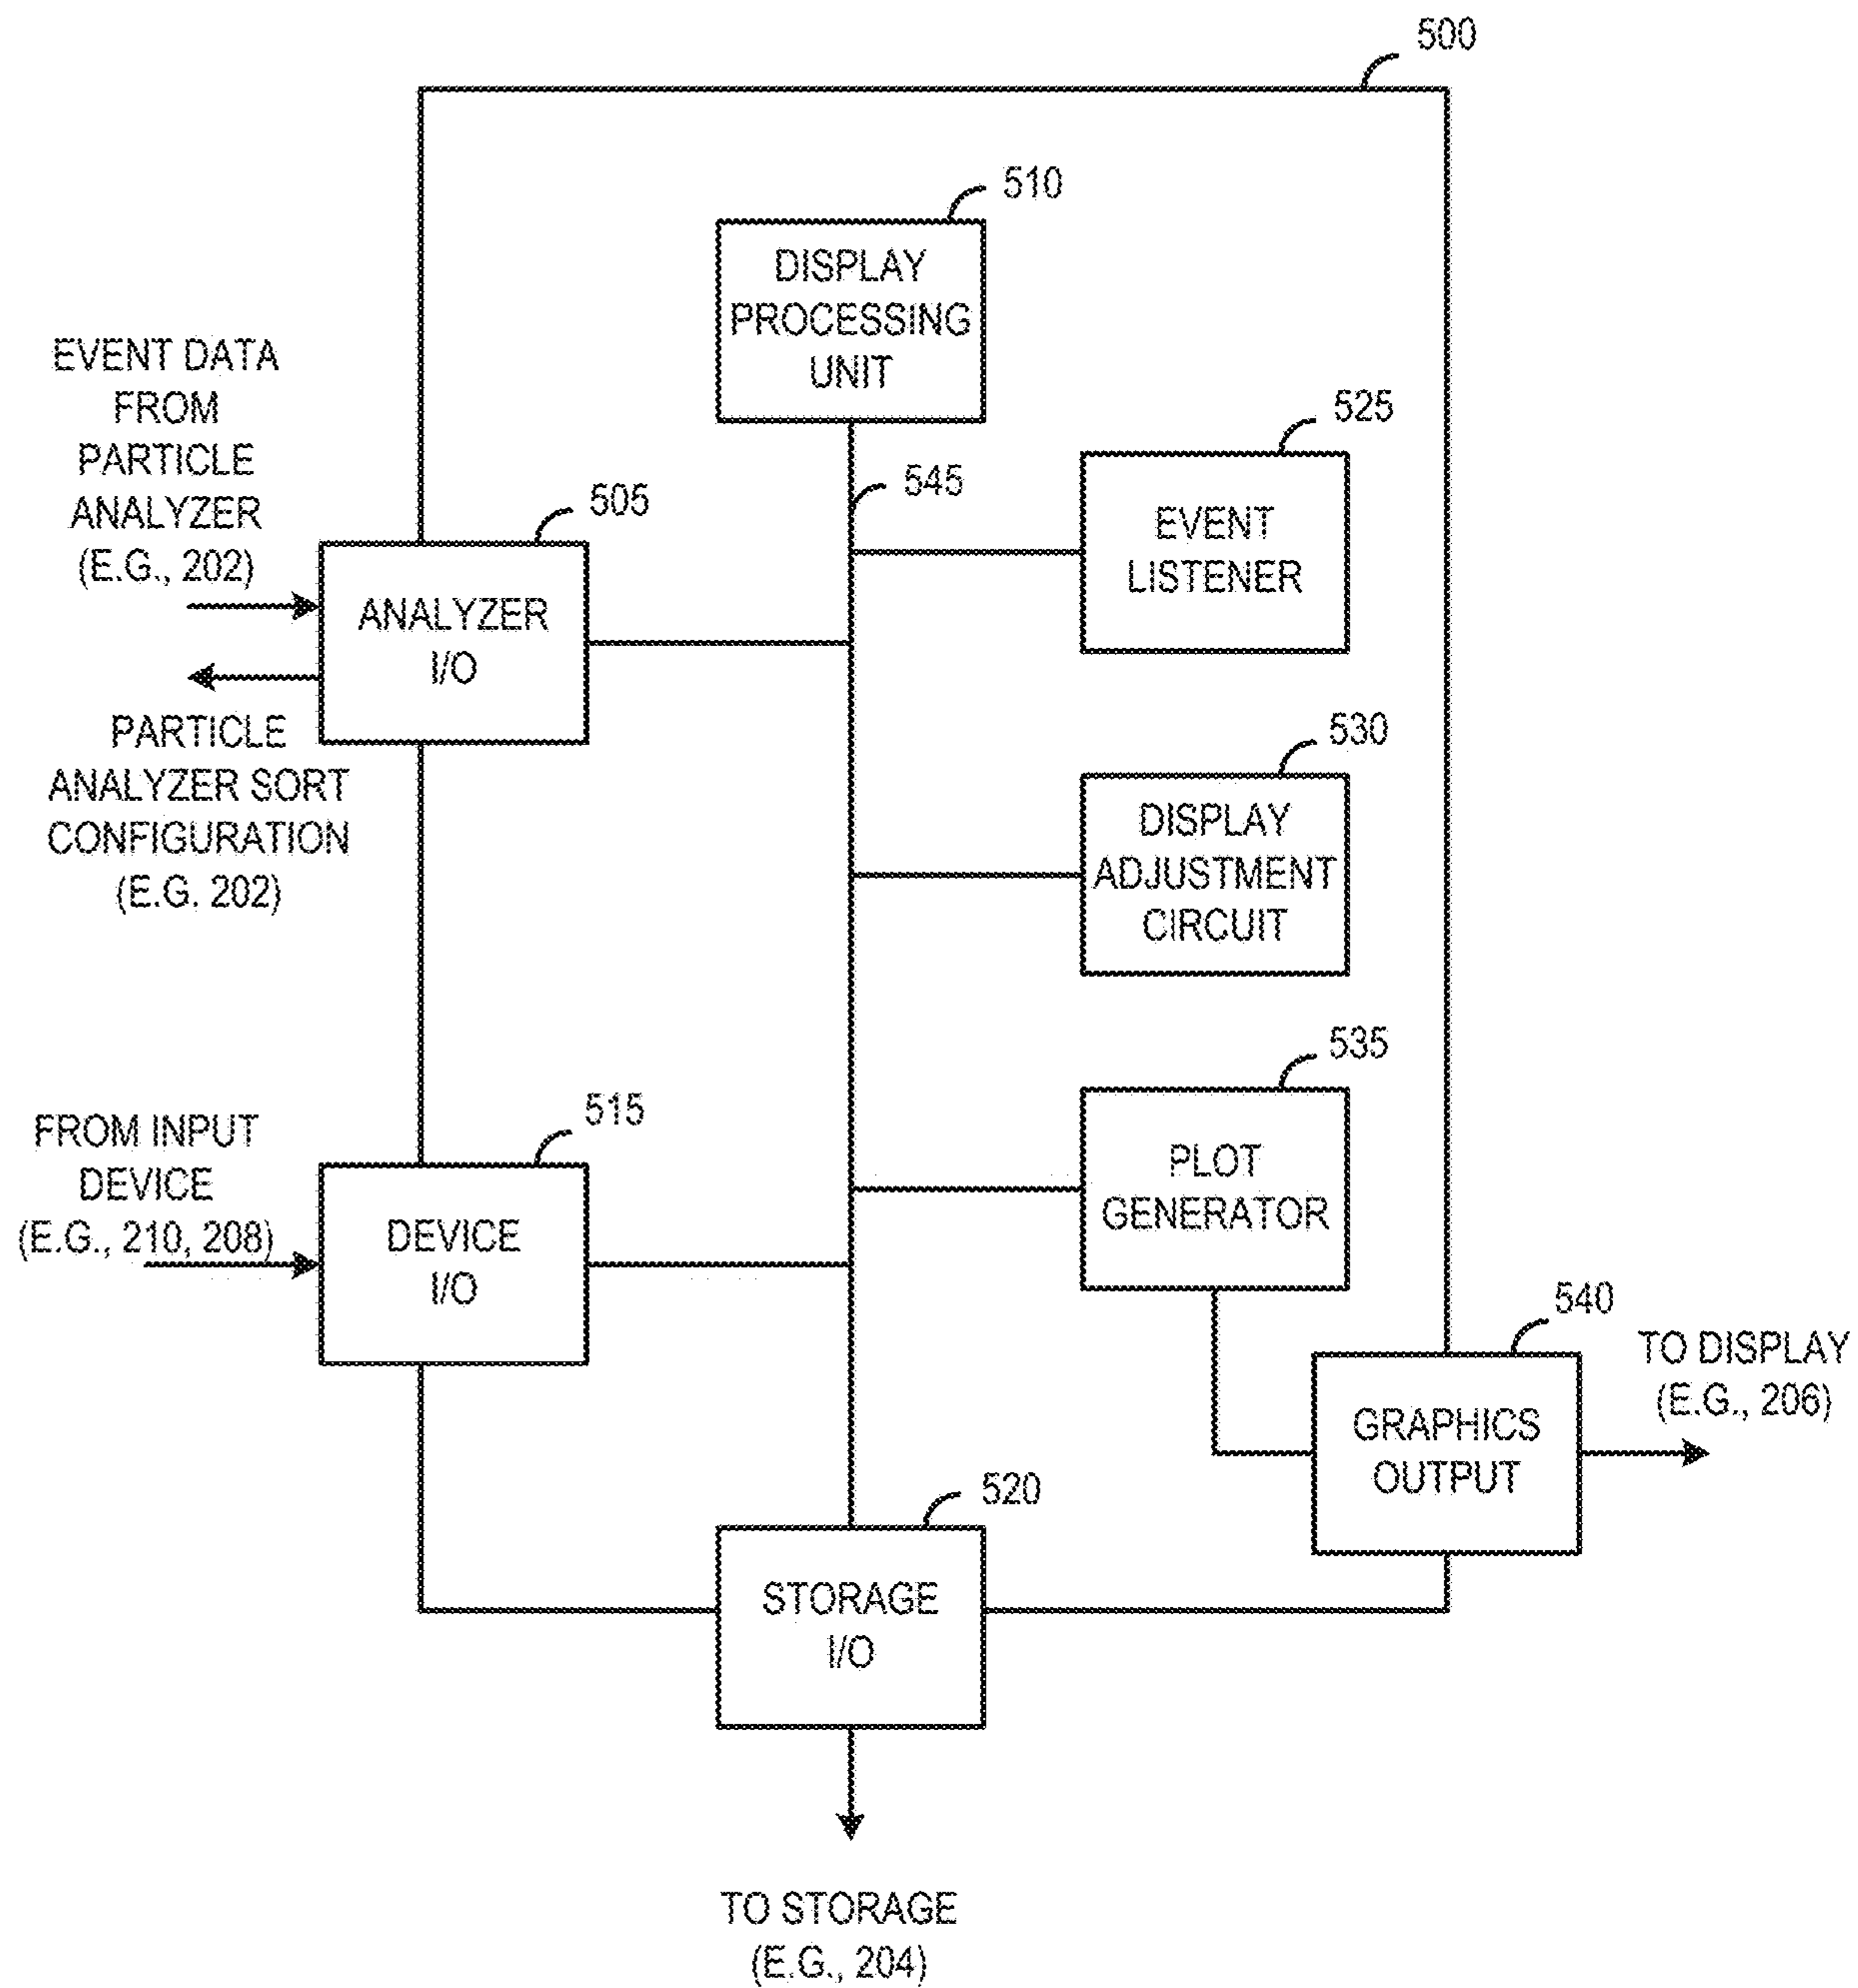 500
510
DISPLAY
PROCESSING
UNIT
EVENT DATA
FROM
PARTICLE
ANALYZER
(E.G., 202)
525
545
505
EVENT
LISTENER
ANALYZER
I/O
PARTICLE
ANALYZER SORT
CONFIGURATION
(E.G. 202)
530
DISPLAY
ADJUSTMENT
CIRCUIT
535
PLOT
GENERATOR
FROM INPUT
DEVICE
(E.G., 210, 208)
515
DEVICE
I/O
540
TO DISPLAY
(E.G., 206)
GRAPHICS
OUTPUT
520
STORAGE
I/O
TO STORAGE
(E.G., 204)